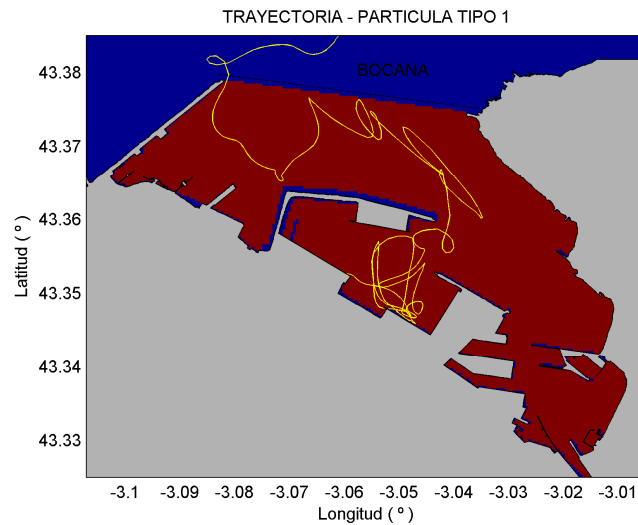 TRAYECTORIA - PARTICULA TIPO 1
BOCANA
43.38
43.37
43.36
43.35
43.34
43.33
Latitud ( º )
-3.1 -3.09 -3.08 -3.07 -3.06 -3.05 -3.04 -3.03 -3.02 -3.01
Longitud ( º )